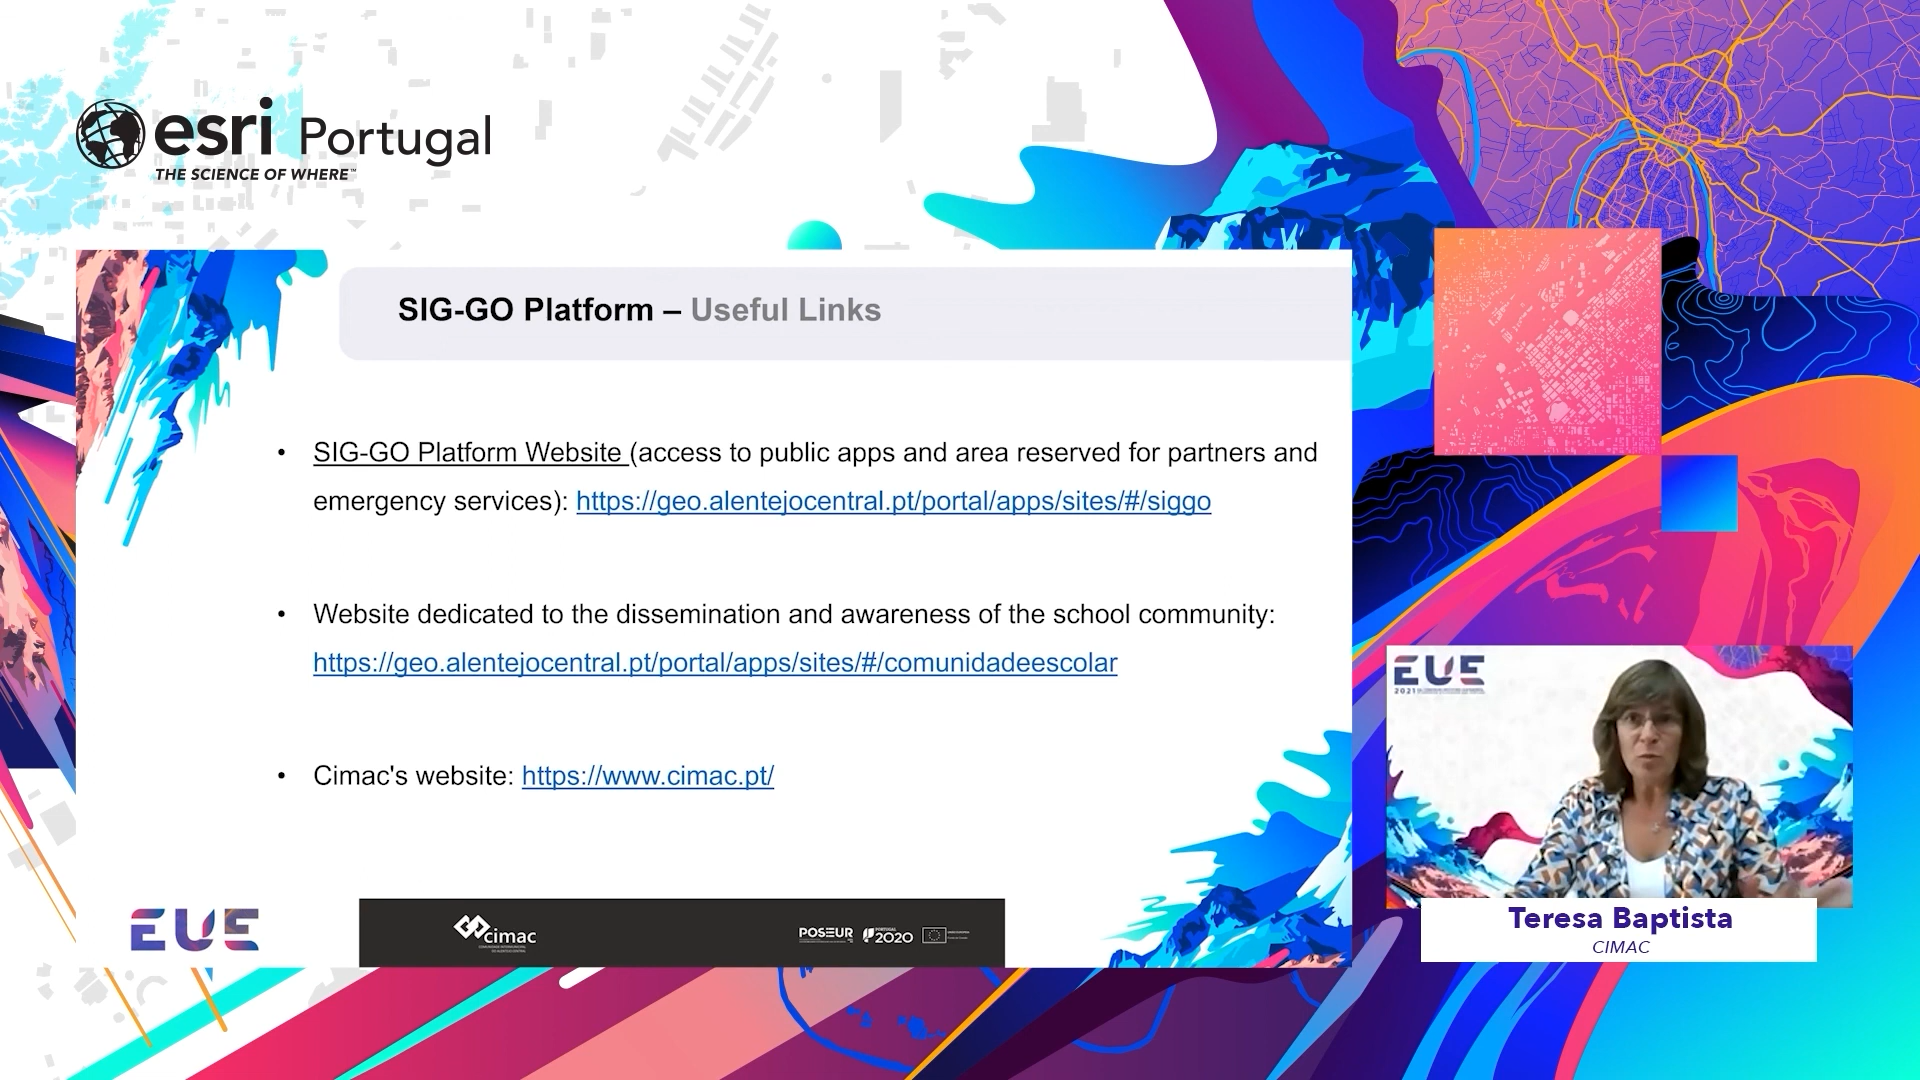 esri Portugal
THE SCIENCE OF WHERE™
SIG-GO Platform – Useful Links
• SIG-GO Platform Website (access to public apps and area reserved for partners and
emergency services): https://geo.alentejocentral.pt/portal/apps/sites/#/siggo
• Website dedicated to the dissemination and awareness of the school community:
https://geo.alentejocentral.pt/portal/apps/sites/#/comunidadeescolar
• Cimac's website: https://www.cimac.pt/
EUE
cimac
POSEUR
PORTUGAL
2020
EUE
2021
Teresa Baptista
CIMAC